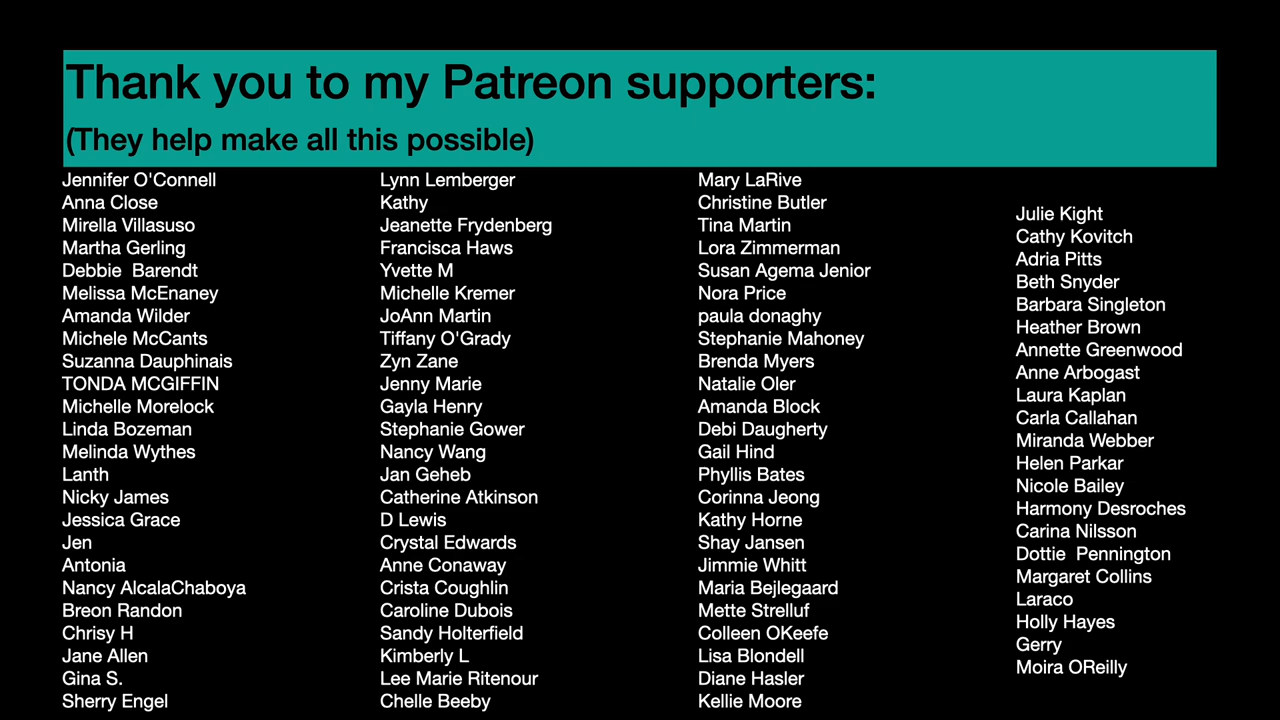 Thank you to my Patreon supporters:
(They help make all this possible)
Jennifer O'Connell
Anna Close
Mirella Villasuso
Martha Gerling
Debbie  Barendt
Melissa McEnaney
Amanda Wilder
Michele McCants
Suzanna Dauphinais
TONDA MCGIFFIN
Michelle Morelock
Linda Bozeman
Melinda Wythes
Lanth
Nicky James
Jessica Grace
Jen
Antonia
Nancy AlcalaChaboya
Breon Randon
Chrisy H
Jane Allen
Gina S.
Sherry Engel
Lynn Lemberger
Kathy
Jeanette Frydenberg
Francisca Haws
Yvette M
Michelle Kremer
JoAnn Martin
Tiffany O'Grady
Zyn Zane
Jenny Marie
Gayla Henry
Stephanie Gower
Nancy Wang
Jan Geheb
Catherine Atkinson
D Lewis
Crystal Edwards
Anne Conaway
Crista Coughlin
Caroline Dubois
Sandy Holterfield
Kimberly L
Lee Marie Ritenour
Chelle Beeby
Mary LaRive
Christine Butler
Tina Martin
Lora Zimmerman
Susan Agema Jenior
Nora Price
paula donaghy
Stephanie Mahoney
Brenda Myers
Natalie Oler
Amanda Block
Debi Daugherty
Gail Hind
Phyllis Bates
Corinna Jeong
Kathy Horne
Shay Jansen
Jimmie Whitt
Maria Bejlegaard
Mette Strelluf
Colleen OKeefe
Lisa Blondell
Diane Hasler
Kellie Moore
Julie Kight
Cathy Kovitch
Adria Pitts
Beth Snyder
Barbara Singleton
Heather Brown
Annette Greenwood
Anne Arbogast
Laura Kaplan
Carla Callahan
Miranda Webber
Helen Parkar
Nicole Bailey
Harmony Desroches
Carina Nilsson
Dottie  Pennington
Margaret Collins
Laraco
Holly Hayes
Gerry
Moira OReilly